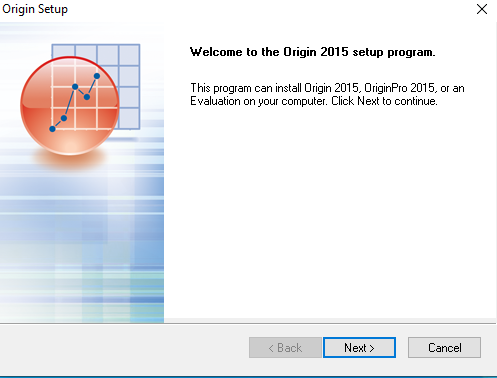 Origin Setup
Welcome to the Origin 2015 setup program.
This program can install Origin 2015, OriginPro 2015, or an
Evaluation on your computer. Click Next to continue.
< Back
Next >
Cancel